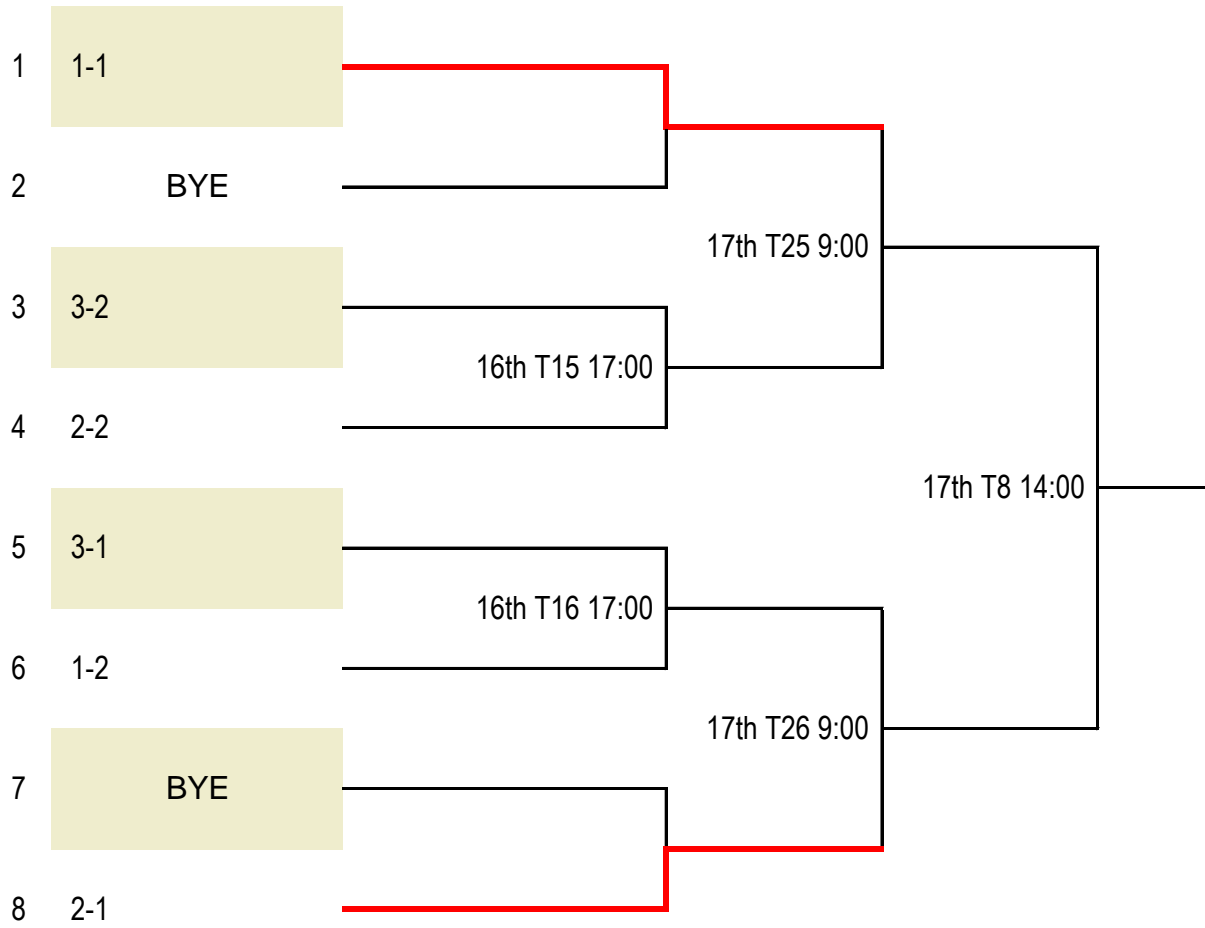 1 1-1
2 BYE
17th T25 9:00
3 3-2
16th T15 17:00
4 2-2
17th T8 14:00
5 3-1
16th T16 17:00
6 1-2
17th T26 9:00
7 BYE
8 2-1